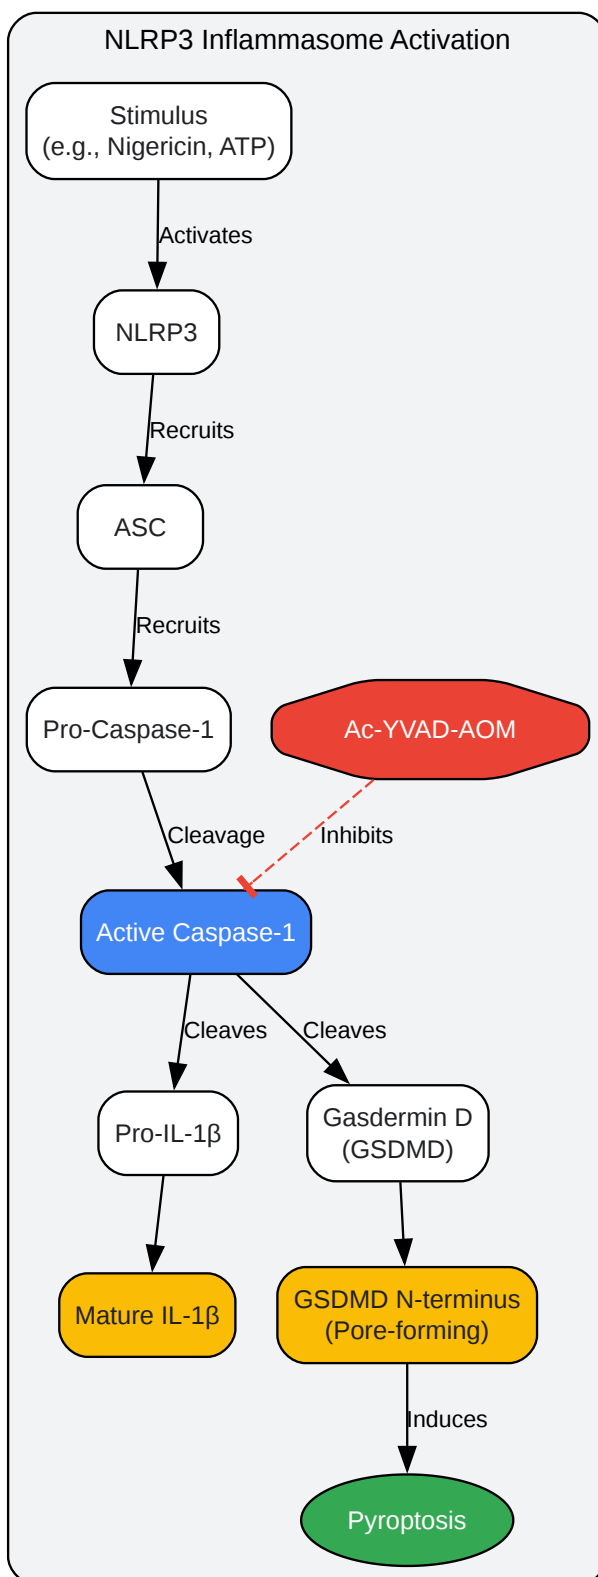 NLRP3 Inflammasome Activation
Stimulus
(e.g., Nigericin, ATP)
Activates
NLRP3
Recruits
ASC
Recruits
Pro-Caspase-1
Ac-YVAD-AOM
Cleavage
Inhibits
Active Caspase-1
Cleaves
Cleaves
Pro-IL-1β
Gasdermin D
(GSDMD)
Mature IL-1β
GSDMD N-terminus
(Pore-forming)
Induces
Pyroptosis